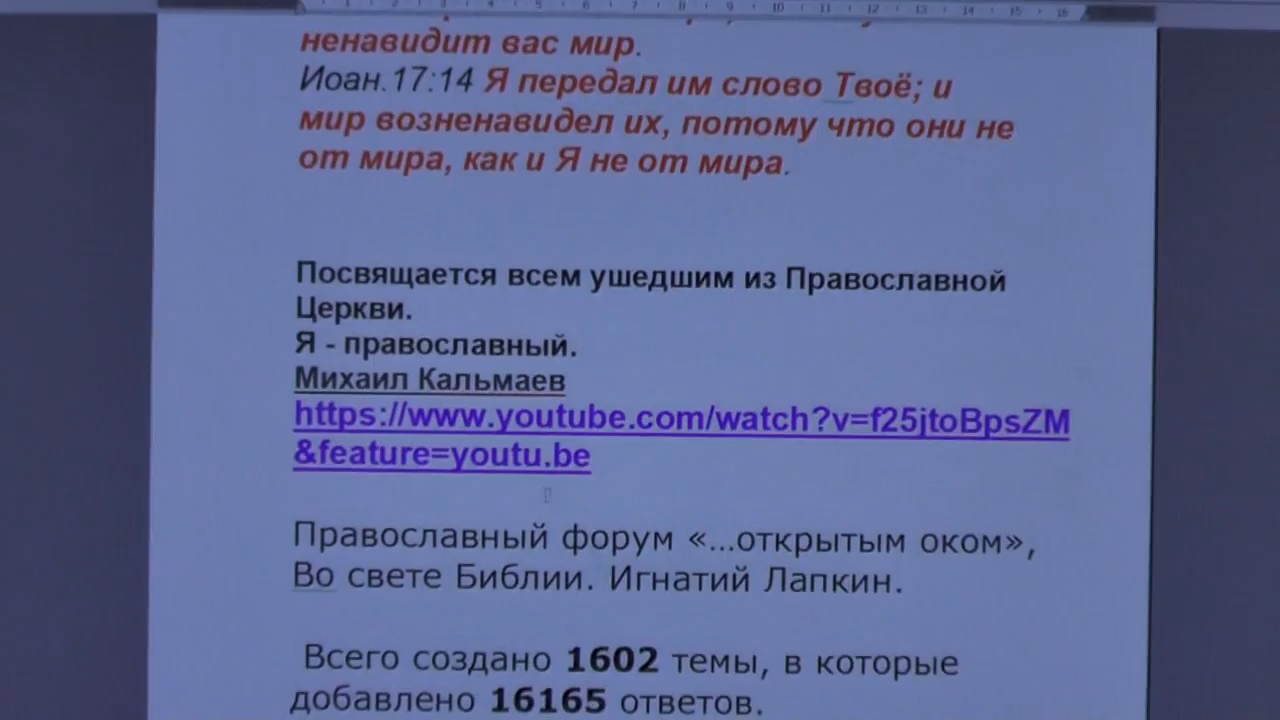 ненавидит вас мир.
Иоан.17:14 Я передал им слово Твоё; и
мир возненавидел их, потому что они не
от мира, как и Я не от мира.
Посвящается всем ушедшим из Православной
Церкви.
Я - православный.
Михаил Кальмаев
https://www.youtube.com/watch?v=f25jtoBpsZM
&feature=youtu.be
Православный форум «...открытым оком»,
Во свете Библии. Игнатий Лапкин.
Всего создано 1602 темы, в которые
добавлено 16165 ответов.